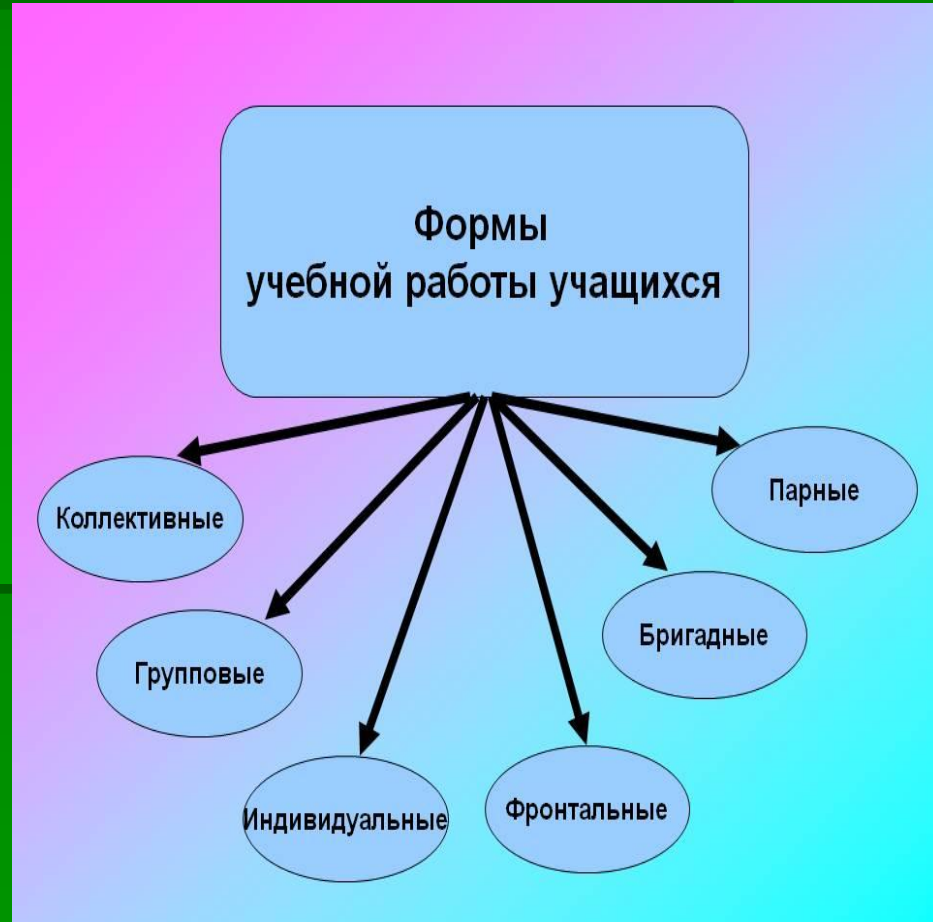 Формы
учебной работы учащихся
Коллективные
Групповые
Индивидуальные
Фронтальные
Бригадные
Парные